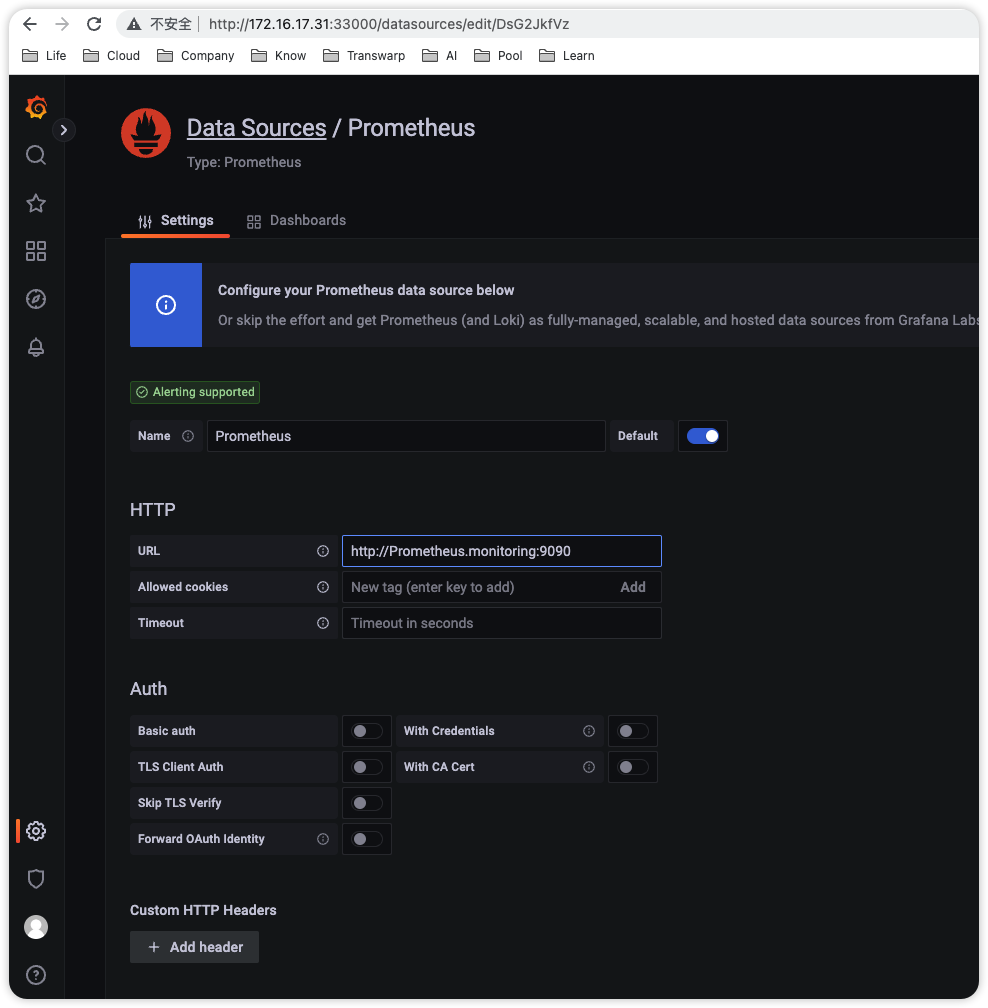 不安全 http://172.16.17.31:33000/datasources/edit/DsG2JkfVz
Life Cloud Company Know Transwarp AI Pool Learn
Data Sources / Prometheus
Type: Prometheus
Settings Dashboards
Configure your Prometheus data source below
Or skip the effort and get Prometheus (and Loki) as fully-managed, scalable, and hosted data sources from Grafana Labs
Alerting supported
Name Prometheus Default
HTTP
URL http://Prometheus.monitoring:9090
Allowed cookies New tag (enter key to add) Add
Timeout Timeout in seconds
Auth
Basic auth With Credentials
TLS Client Auth With CA Cert
Skip TLS Verify
Forward OAuth Identity
Custom HTTP Headers
+ Add header